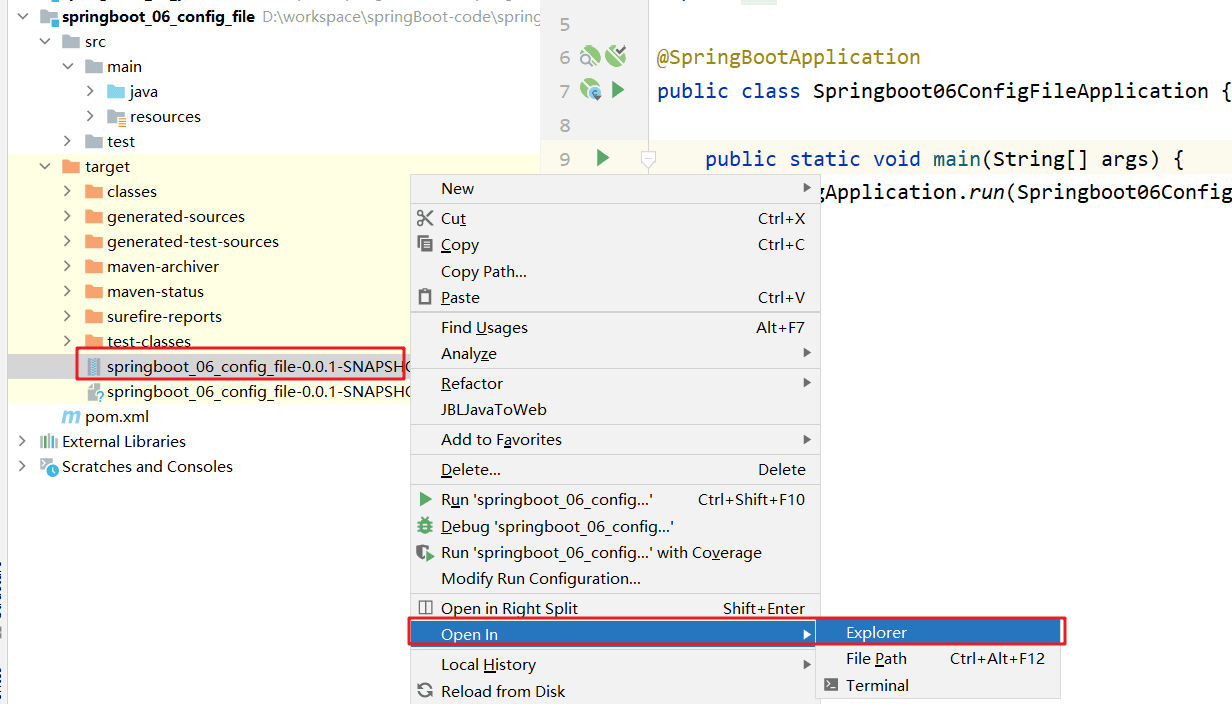 springboot_06_config_file D:\workspace\springBoot-code\spring
src
main
java
resources
test
target
classes
generated-sources
generated-test-sources
maven-archiver
maven-status
surefire-reports
test-classes
springboot_06_config_file-0.0.1-SNAPSHO
springboot_06_config_file-0.0.1-SNAPSHO
pom.xml
External Libraries
Scratches and Consoles
5
6 @SpringBootApplication
7 public class Springboot06ConfigFileApplication {
8
9 public static void main(String[] args) {
gApplication.run(Springboot06Config
New
Cut Ctrl+X
Copy Ctrl+C
Copy Path...
Paste Ctrl+V
Find Usages Alt+F7
Analyze
Refactor
JBLJavaToWeb
Add to Favorites
Delete... Delete
Run 'springboot_06_config...' Ctrl+Shift+F10
Debug 'springboot_06_config...'
Run 'springboot_06_config...' with Coverage
Modify Run Configuration...
Open in Right Split Shift+Enter
Open In
Local History
Reload from Disk
Explorer
File Path Ctrl+Alt+F12
Terminal